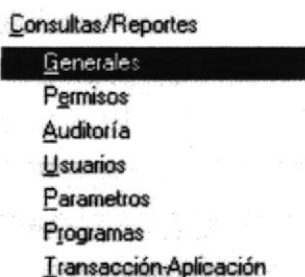 Consultas/Reportes
Generales
Permisos
Auditoría
Usuarios
Parametros
Programas
Transacción-Aplicación